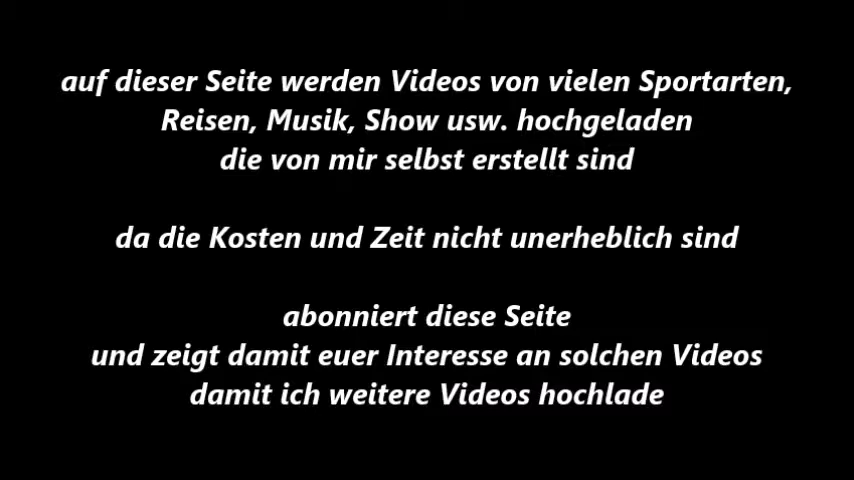 auf dieser Seite werden Videos von vielen Sportarten,
Reisen, Musik, Show usw. hochgeladen
die von mir selbst erstellt sind
da die Kosten und Zeit nicht unerheblich sind
abonniert diese Seite
und zeigt damit euer Interesse an solchen Videos
damit ich weitere Videos hochlade